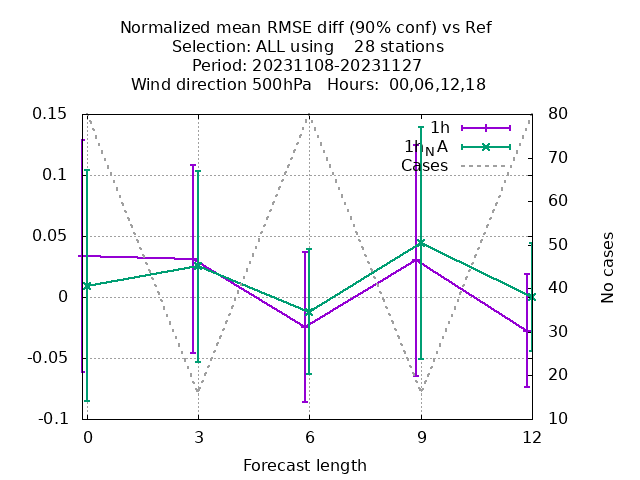 Normalized mean RMSE diff (90% conf) vs Ref
Selection: ALL using    28 stations
Period: 20231108-20231127
Wind direction 500hPa   Hours:  00,06,12,18
0.15
0.1
0.05
0
-0.05
-0.1
80
70
60
50
40
30
20
10
1h
1h_N A
Cases
No cases
0 3 6 9 12
Forecast length